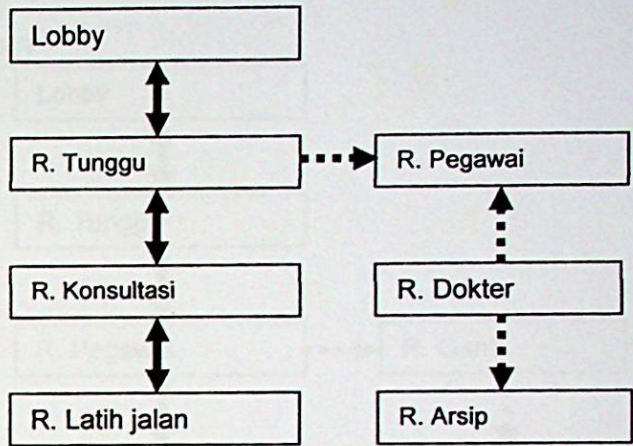 Lobby
R. Tunggu
R. Pegawai
R. Konsultasi
R. Dokter
R. Latih jalan
R. Arsip